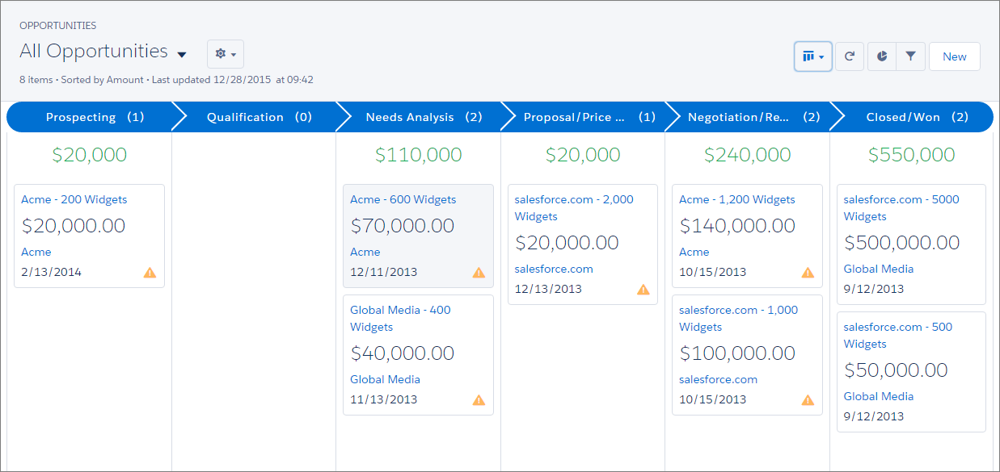 OPPORTUNITIES
All Opportunities
8 items • Sorted by Amount • Last updated 12/28/2015 at 09:42
New
Prospecting (1)
Qualification (0)
Needs Analysis (2)
Proposal/Price ... (1)
Negotiation/Re... (2)
Closed/Won (2)
$20,000
$110,000
$20,000
$240,000
$550,000
Acme - 200 Widgets
$20,000.00
Acme
2/13/2014
Acme - 600 Widgets
$70,000.00
Acme
12/11/2013
Global Media - 400
Widgets
$40,000.00
Global Media
11/13/2013
salesforce.com - 2,000
Widgets
$20,000.00
salesforce.com
12/13/2013
Acme - 1,200 Widgets
$140,000.00
Acme
10/15/2013
salesforce.com - 1,000
Widgets
$100,000.00
salesforce.com
10/15/2013
salesforce.com - 5000
Widgets
$500,000.00
Global Media
9/12/2013
salesforce.com - 500
Widgets
$50,000.00
Global Media
9/12/2013